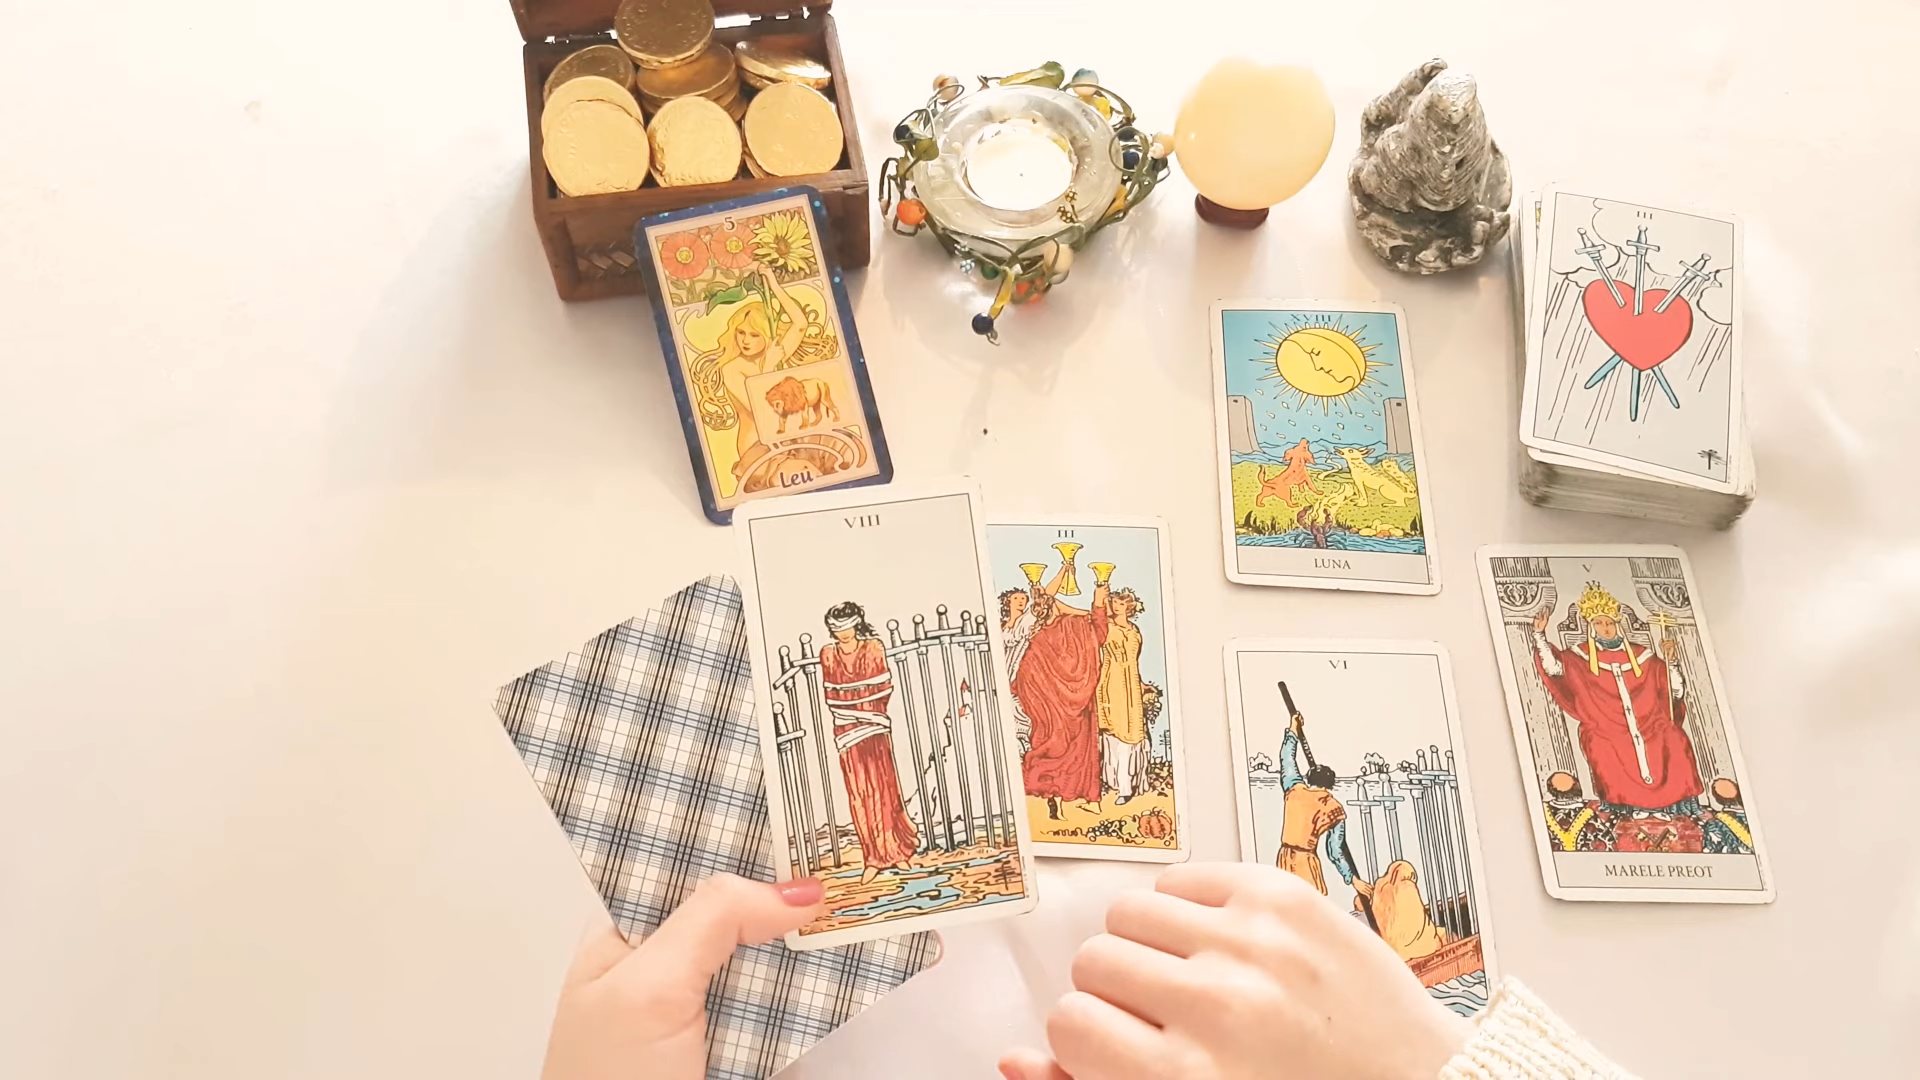 5
Leu
III
XVIII
LUNA
VIII
III
V
MARELE PREOT
VI